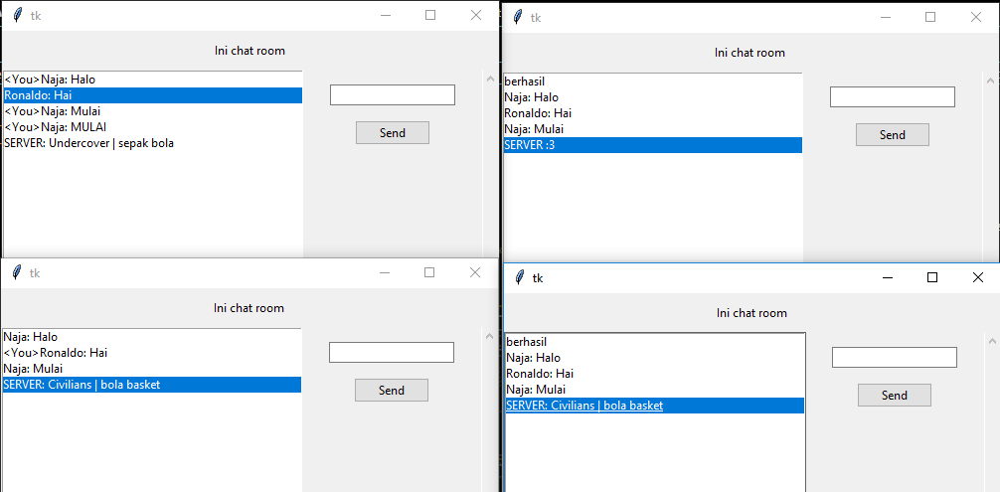 tk
Ini chat room
<You>Naja: Halo
Ronaldo: Hai
<You>Naja: Mulai
<You>Naja: MULAI
SERVER: Undercover | sepak bola
Send
tk
Ini chat room
berhasil
Naja: Halo
Ronaldo: Hai
Naja: Mulai
SERVER :3
Send
tk
Ini chat room
Naja: Halo
<You>Ronaldo: Hai
Naja: Mulai
SERVER: Civilians | bola basket
Send
tk
Ini chat room
berhasil
Naja: Halo
Ronaldo: Hai
Naja: Mulai
SERVER: Civilians | bola basket
Send